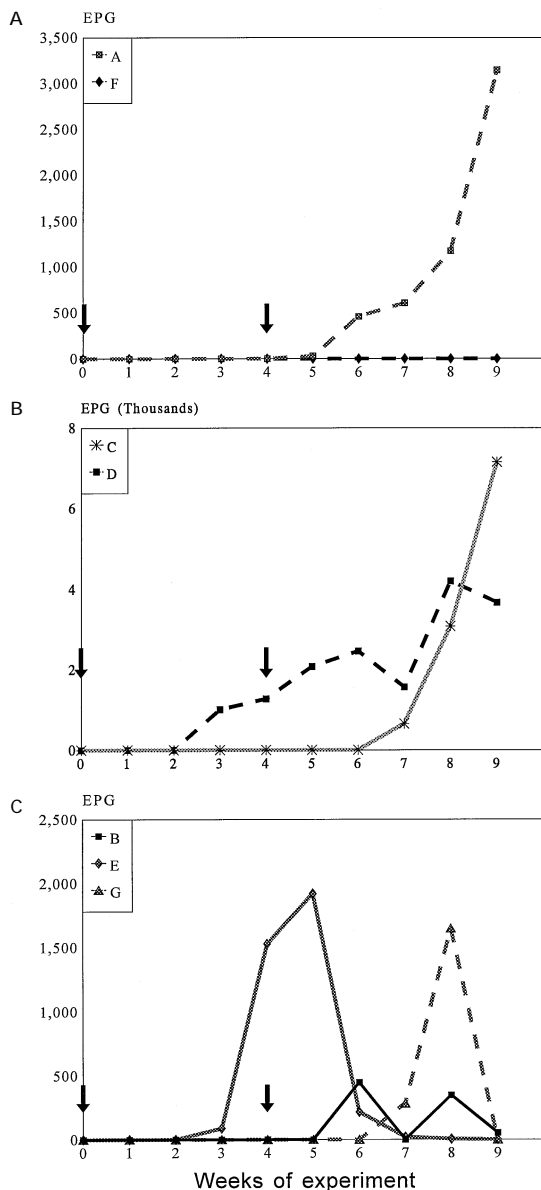 A
EPG
3,500
3,000
2,500
2,000
1,500
1,000
500
0
A
F
0 1 2 3 4 5 6 7 8 9
B
EPG (Thousands)
8
6
4
2
0
C
D
0 1 2 3 4 5 6 7 8 9
C
EPG
2,500
2,000
1,500
1,000
500
0
B
E
G
0 1 2 3 4 5 6 7 8 9
Weeks of experiment